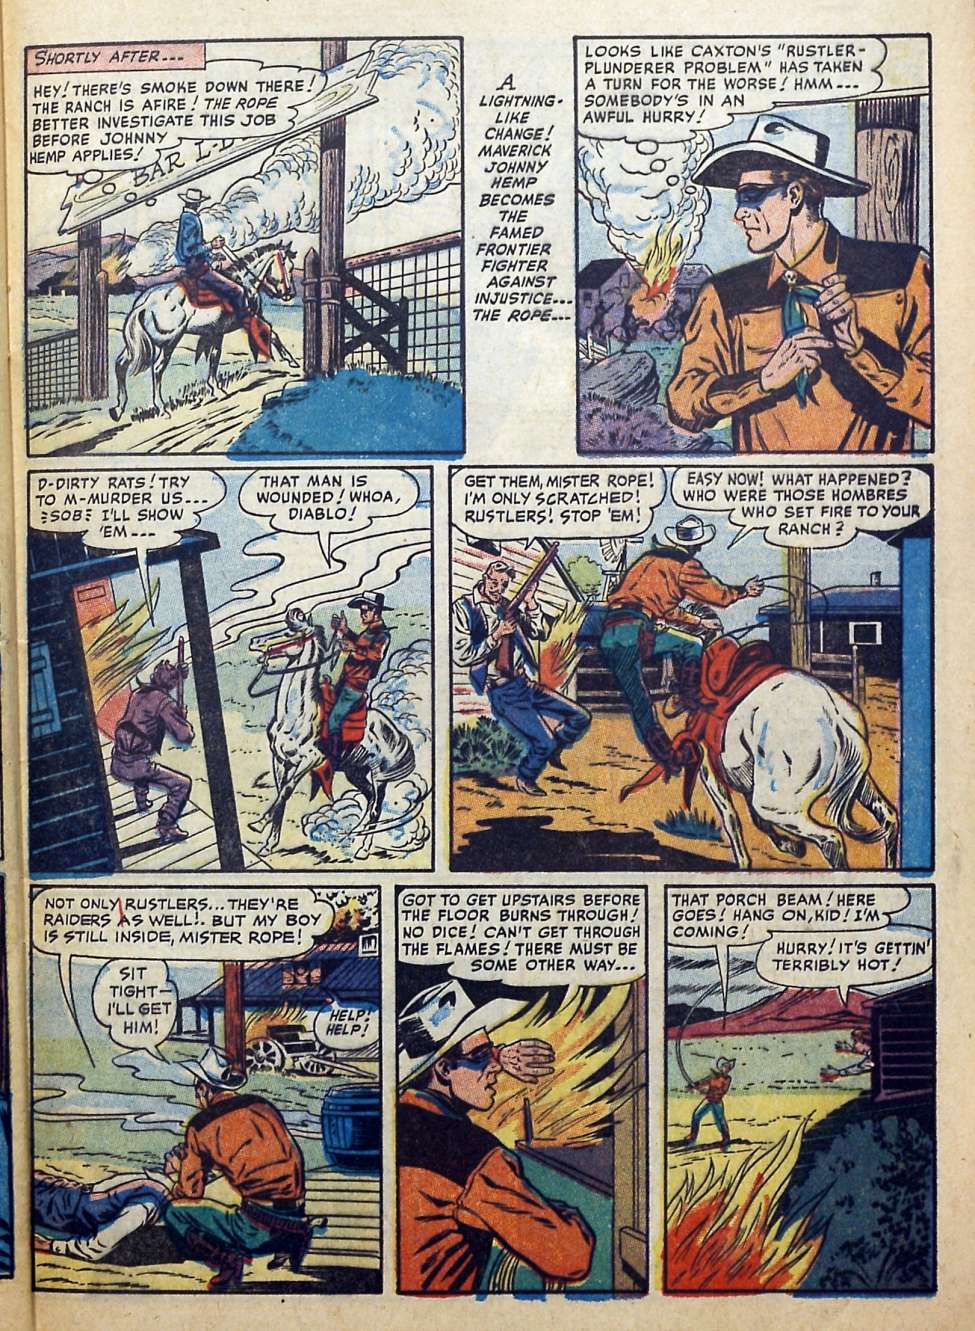 SHORTLY AFTER...
HEY! THERE'S SMOKE DOWN THERE!
THE RANCH IS AFIRE! THE ROPE
BETTER INVESTIGATE THIS JOB
BEFORE JOHNNY
HEMP APPLIES!
A
LIGHTNING-
LIKE
CHANGE!
MAVERICK
JOHNNY
HEMP
BECOMES
THE
FAMED
FRONTIER
FIGHTER
AGAINST
INJUSTICE...
THE ROPE...
LOOKS LIKE CAXTON'S "RUSTLER-
PLUNDERER PROBLEM" HAS TAKEN
A TURN FOR THE WORSE! HMM---
SOMEBODY'S IN AN
AWFUL HURRY!
D-DIRTY RATS! TRY
TO M-MURDER US...
SOB I'LL SHOW
'EM---
THAT MAN IS
WOUNDED! WHOA,
DIABLO!
GET THEM, MISTER ROPE!
I'M ONLY SCRATCHED!
RUSTLERS! STOP 'EM!
EASY NOW! WHAT HAPPENED?
WHO WERE THOSE HOMBRES
WHO SET FIRE TO YOUR
RANCH?
NOT ONLY RUSTLERS... THEY'RE
RAIDERS AS WELL!. BUT MY BOY
IS STILL INSIDE, MISTER ROPE!
SIT
TIGHT—
I'LL GET
HIM!
HELP!
HELP!
GOT TO GET UPSTAIRS BEFORE
THE FLOOR BURNS THROUGH!
NO DICE! CAN'T GET THROUGH
THE FLAMES! THERE MUST BE
SOME OTHER WAY...
THAT PORCH BEAM! HERE
GOES! HANG ON, KID! I'M
COMING!
HURRY! IT'S GETTIN'
TERRIBLY HOT!